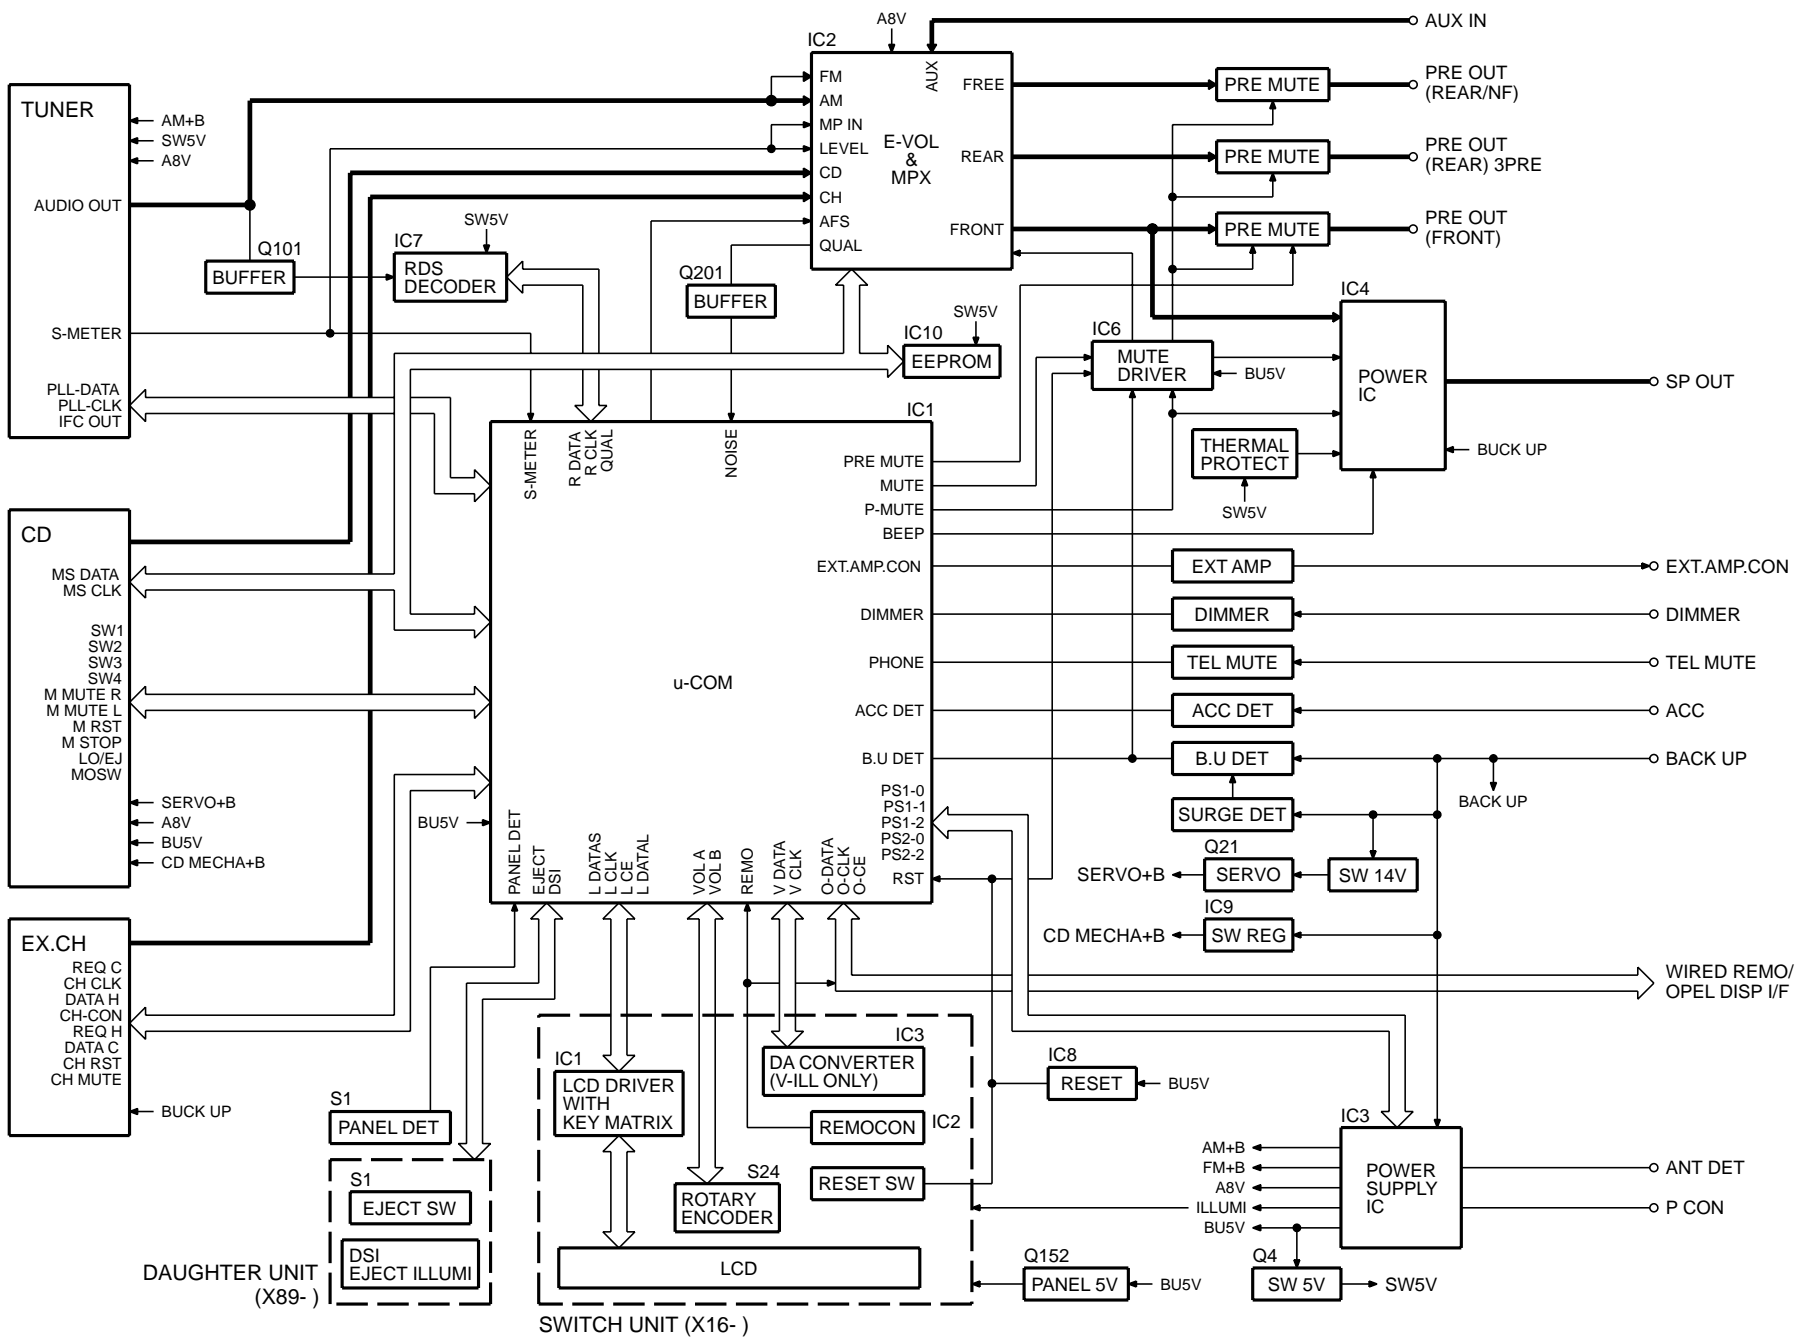 TUNER
AM+B
SW5V
A8V
AUDIO OUT
S-METER
PLL-DATA
PLL-CLK
IFC OUT
CD
MS DATA
MS CLK
SW1
SW2
SW3
SW4
M MUTE R
M MUTE L
M RST
M STOP
LO/EJ
MOSW
SERVO+B
A8V
BU5V
CD MECHA+B
EX.CH
REQ C
CH CLK
DATA H
CH-CON
REQ H
DATA C
CH RST
CH MUTE
BUCK UP
Q101
BUFFER
IC7
RDS
DECODER
SW5V
Q201
BUFFER
IC10
EEPROM
SW5V
IC2
A8V
AUX
FM
AM
MP IN
LEVEL
CD
CH
AFS
QUAL
E-VOL
&
MPX
FREE
REAR
FRONT
AUX IN
PRE MUTE
PRE OUT
(REAR/NF)
PRE MUTE
PRE OUT
(REAR) 3PRE
PRE MUTE
PRE OUT
(FRONT)
IC6
MUTE
DRIVER
BU5V
IC4
POWER
IC
SP OUT
BUCK UP
THERMAL
PROTECT
SW5V
IC1
u-COM
S-METER
R DATA
R CLK
QUAL
NOISE
PRE MUTE
MUTE
P-MUTE
BEEP
EXT.AMP.CON
DIMMER
PHONE
ACC DET
B.U DET
PS1-0
PS1-1
PS1-2
PS2-0
PS2-2
RST
BU5V
PANEL DET
EJECT
DSI
L DATAS
L CLK
L CE
L DATAL
VOL A
VOL B
REMO
V DATA
V CLK
O-DATA
O-CLK
O-CE
EXT AMP
EXT.AMP.CON
DIMMER
DIMMER
TEL MUTE
TEL MUTE
ACC DET
ACC
B.U DET
BACK UP
BACK UP
SURGE DET
Q21
SERVO+B
SERVO
SW 14V
IC9
CD MECHA+B
SW REG
WIRED REMO/
OPEL DISP I/F
IC8
RESET
BU5V
IC3
POWER
SUPPLY
IC
AM+B
FM+B
A8V
ILLUMI
BU5V
ANT DET
P CON
Q4
SW 5V
SW5V
Q152
PANEL 5V
BU5V
S1
PANEL DET
S1
EJECT SW
DSI
EJECT ILLUMI
DAUGHTER UNIT
(X89- )
IC1
LCD DRIVER
WITH
KEY MATRIX
IC3
DA CONVERTER
(V-ILL ONLY)
REMOCON
IC2
RESET SW
S24
ROTARY
ENCODER
LCD
SWITCH UNIT (X16- )